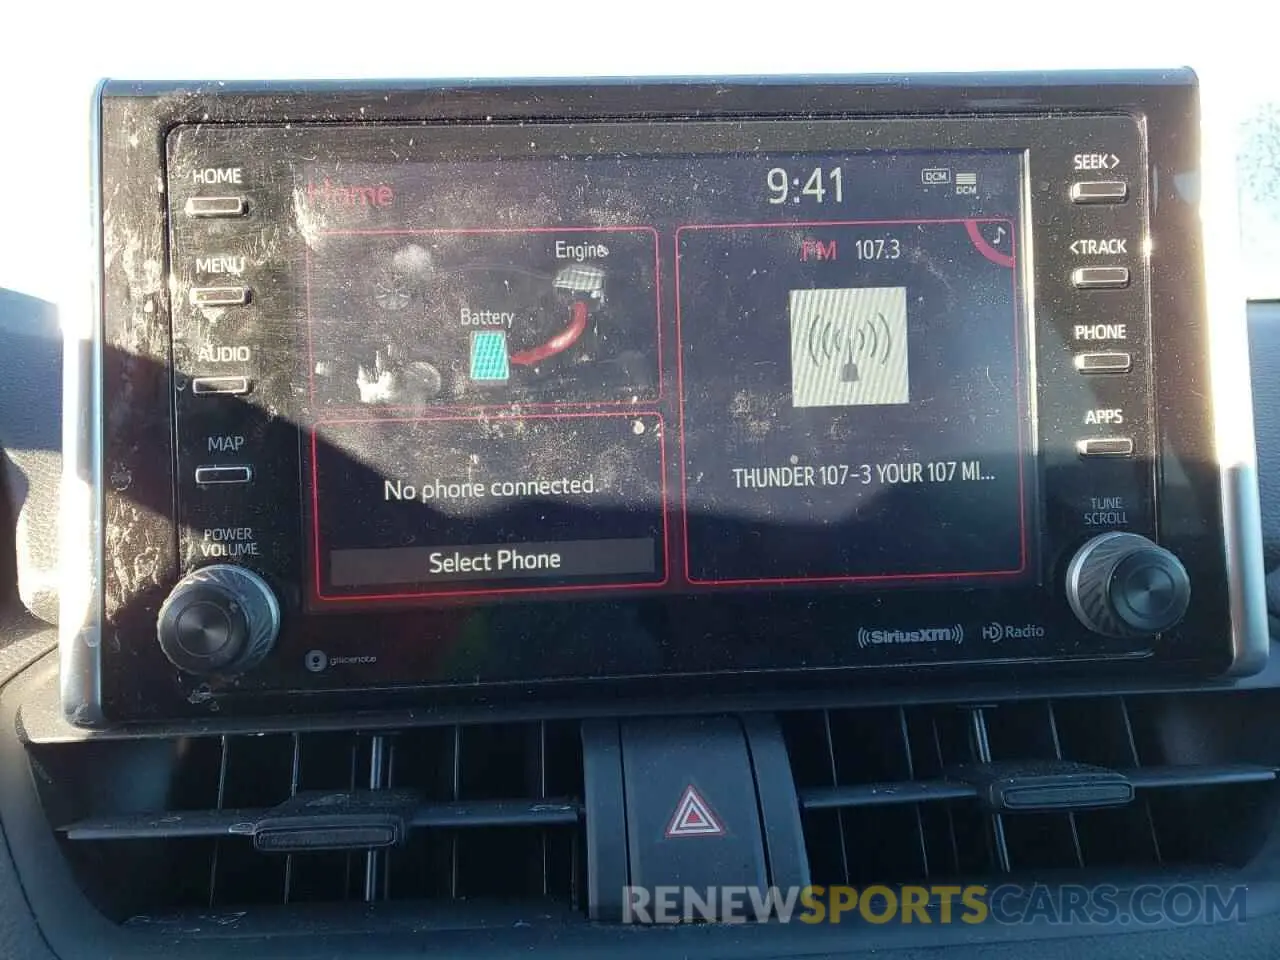 HOME
MENU
AUDIO
MAP
POWER
VOLUME
Home
9:41
DCM
DCM
Engine
Battery
No phone connected.
Select Phone
FM 107.3
THUNDER 107-3 YOUR 107 MI...
SEEK>
<TRACK
PHONE
APPS
TUNE
SCROLL
gracenote
((SiriusXM))
HD Radio
RENEWSPORTSCARS.COM